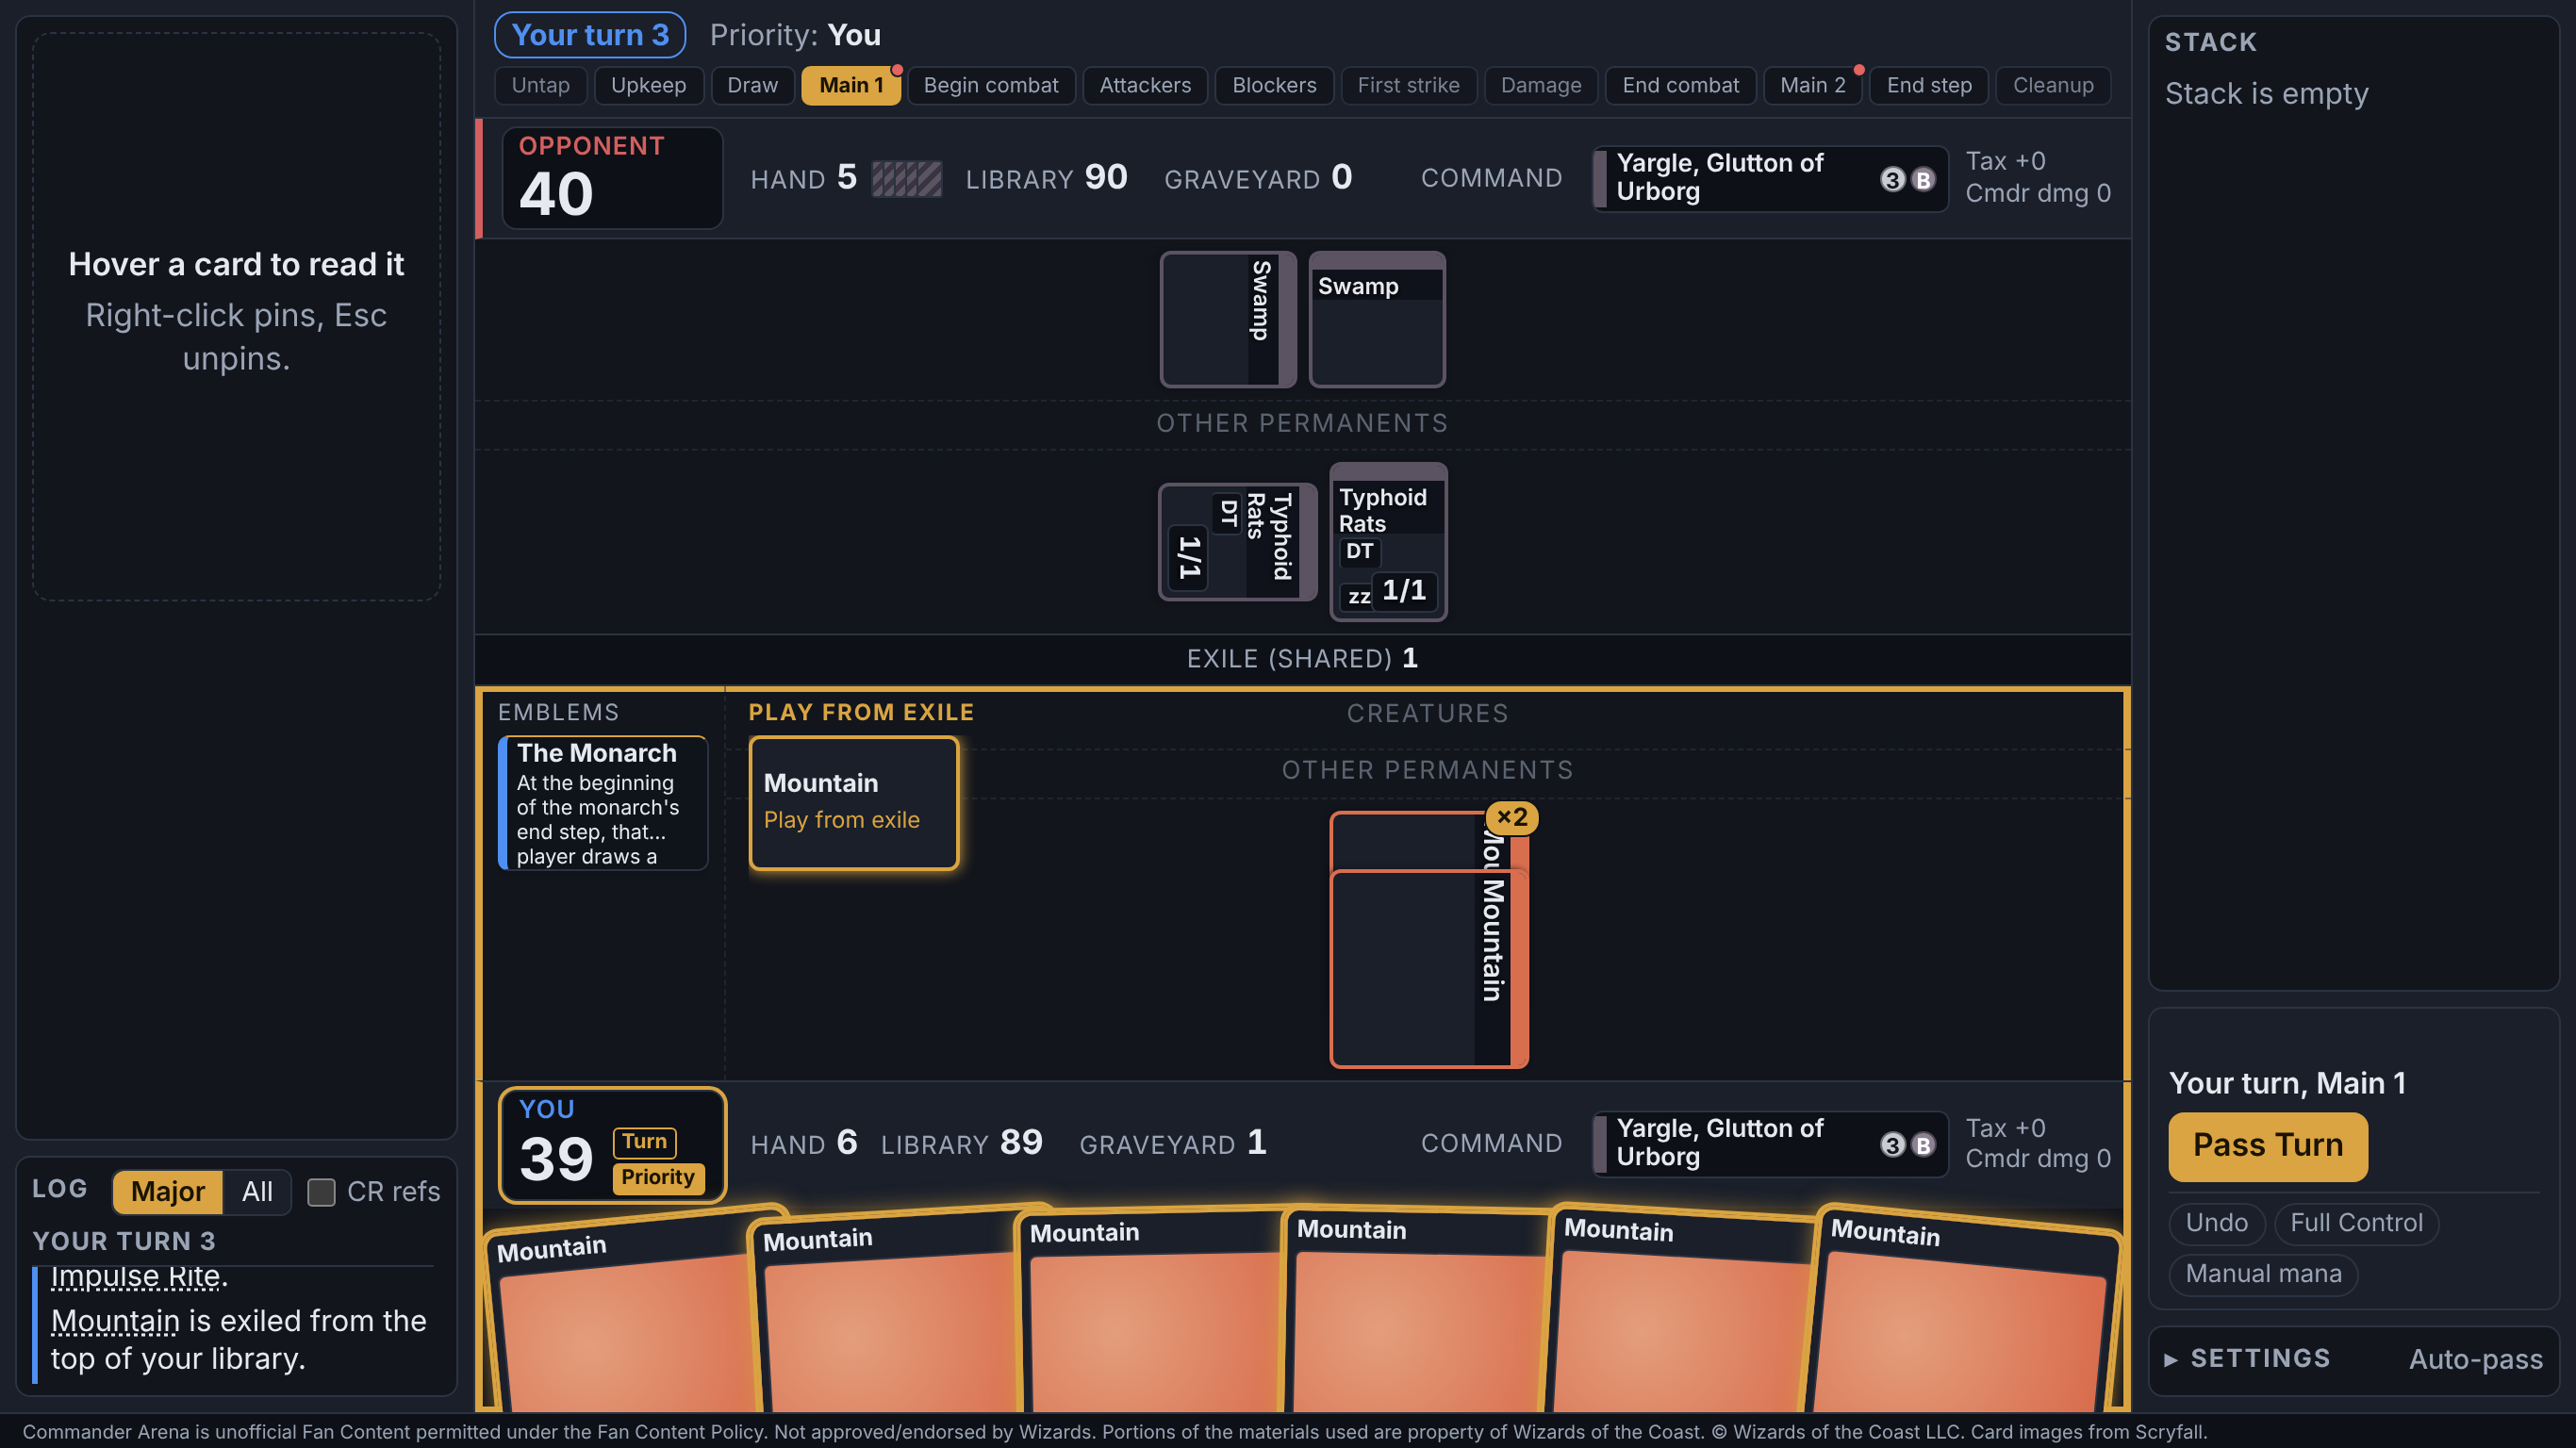 Hover a card to read it
Right-click pins, Esc
unpins.
LOG
Major
All
CR refs
YOUR TURN 3
Impulse Rite.
Mountain is exiled from the
top of your library.
Your turn 3
Priority: You
Untap
Upkeep
Draw
Main 1
Begin combat
Attackers
Blockers
First strike
Damage
End combat
Main 2
End step
Cleanup
OPPONENT
40
HAND 5
LIBRARY 90
GRAVEYARD 0
COMMAND
Yargle, Glutton of
Urborg
3 B
Tax +0
Cmdr dmg 0
Swamp
Swamp
OTHER PERMANENTS
Typhoid
Rats
DT
1/1
Typhoid
Rats
DT
zz
1/1
EXILE (SHARED) 1
EMBLEMS
The Monarch
At the beginning
of the monarch's
end step, that...
player draws a
PLAY FROM EXILE
Mountain
Play from exile
CREATURES
OTHER PERMANENTS
×2
Mou
Mountain
YOU
39
Turn
Priority
HAND 6
LIBRARY 89
GRAVEYARD 1
COMMAND
Yargle, Glutton of
Urborg
3 B
Tax +0
Cmdr dmg 0
Mountain
Mountain
Mountain
Mountain
Mountain
Mountain
STACK
Stack is empty
Your turn, Main 1
Pass Turn
Undo
Full Control
Manual mana
▸ SETTINGS
Auto-pass
Commander Arena is unofficial Fan Content permitted under the Fan Content Policy. Not approved/endorsed by Wizards. Portions of the materials used are property of Wizards of the Coast. © Wizards of the Coast LLC. Card images from Scryfall.